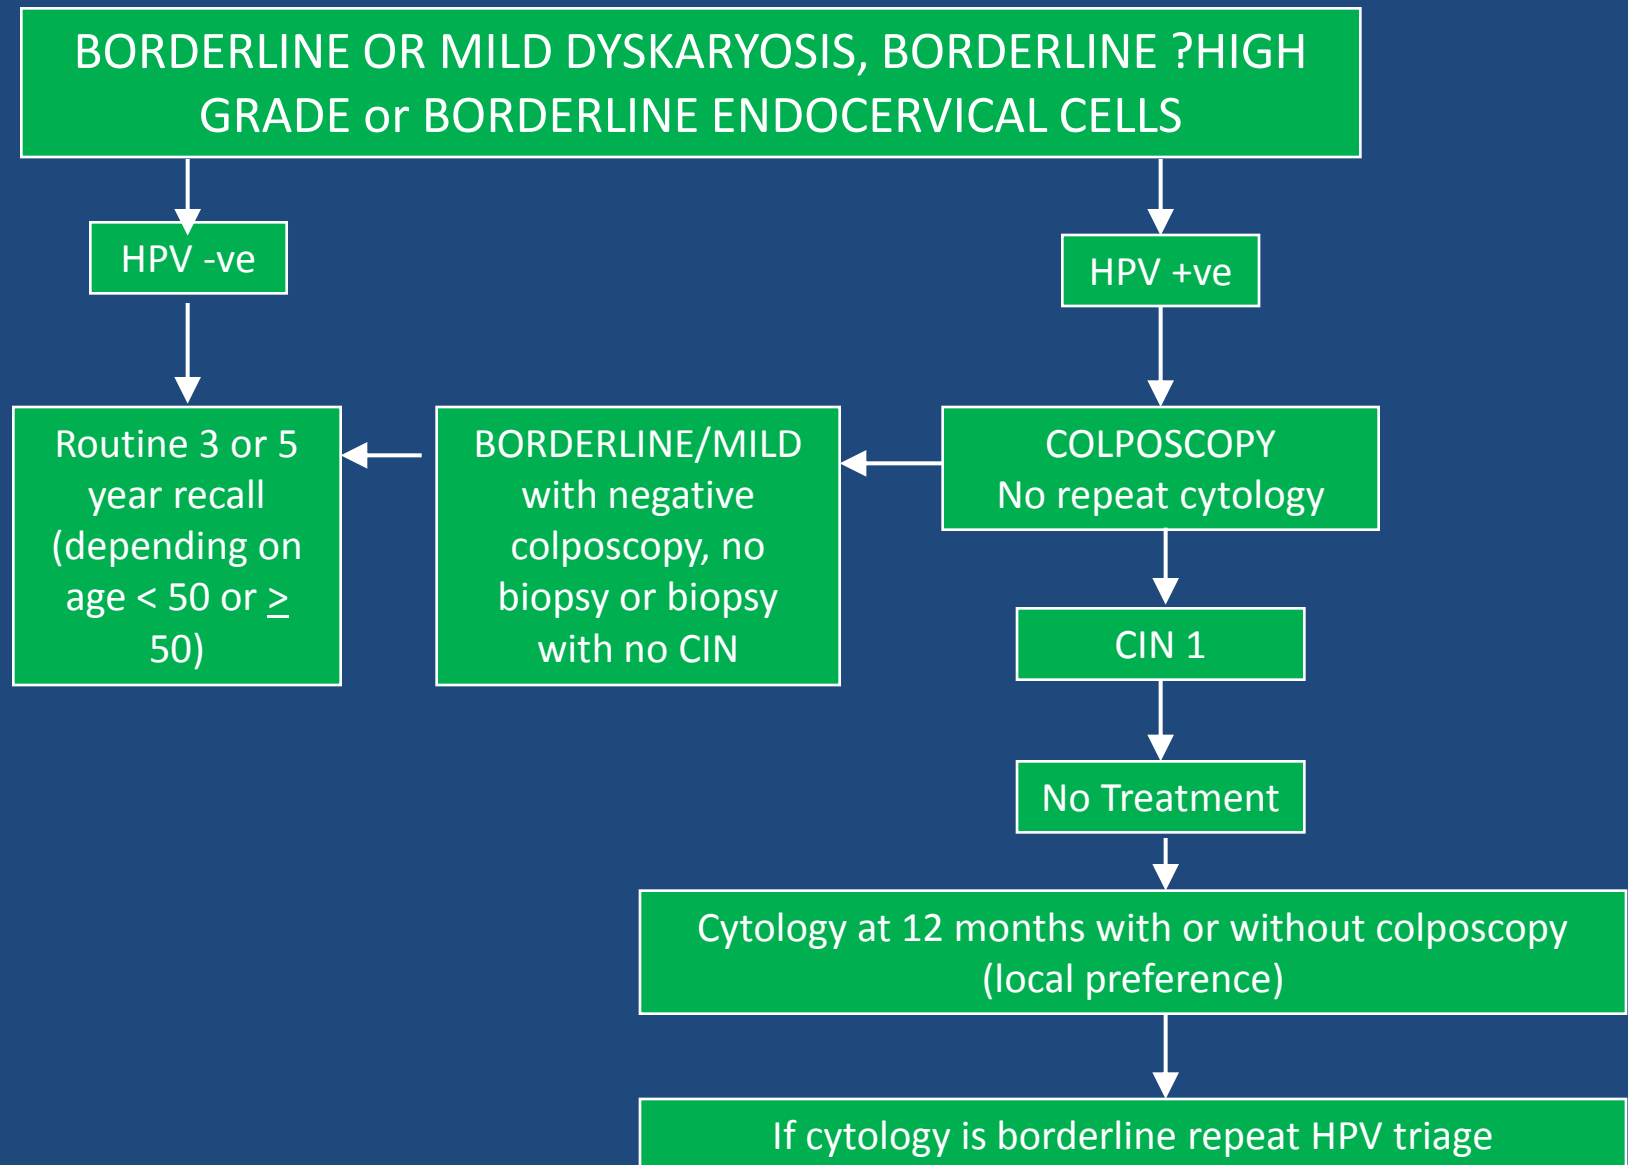 BORDERLINE OR MILD DYSKARYOSIS, BORDERLINE ?HIGH
GRADE or BORDERLINE ENDOCERVICAL CELLS
HPV -ve
HPV +ve
Routine 3 or 5
year recall
(depending on
age < 50 or ≥
50)
BORDERLINE/MILD
with negative
colposcopy, no
biopsy or biopsy
with no CIN
COLPOSCOPY
No repeat cytology
CIN 1
No Treatment
Cytology at 12 months with or without colposcopy
(local preference)
If cytology is borderline repeat HPV triage